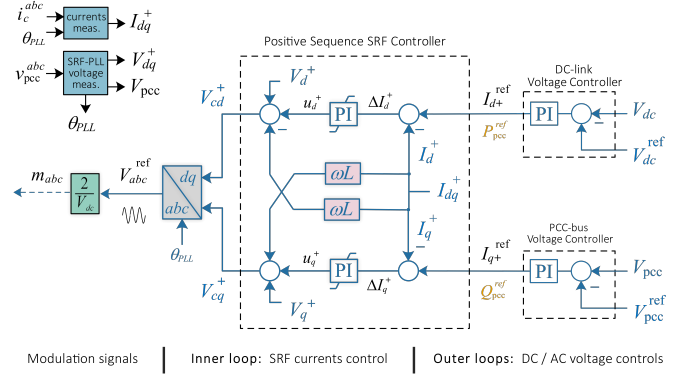 i_c^abc
θ_PLL
currents
meas.
I_dq^+
v_pcc^abc
SRF-PLL
voltage
meas.
V_dq^+
V_pcc
θ_PLL
Positive Sequence SRF Controller
V_d^+
V_cd^+
u_d^+
PI
ΔI_d^+
I_d+^ref
P_pcc^ref
DC-link
Voltage Controller
PI
V_dc
V_dc^ref
I_d^+
ωL
I_dq^+
ωL
I_q^+
m_abc
2
V_dc
V_abc^ref
dq
abc
θ_PLL
V_cq^+
u_q^+
PI
ΔI_q^+
V_q^+
I_q+^ref
Q_pcc^ref
PCC-bus
Voltage Controller
PI
V_pcc
V_pcc^ref
Modulation signals | Inner loop: SRF currents control | Outer loops: DC / AC voltage controls